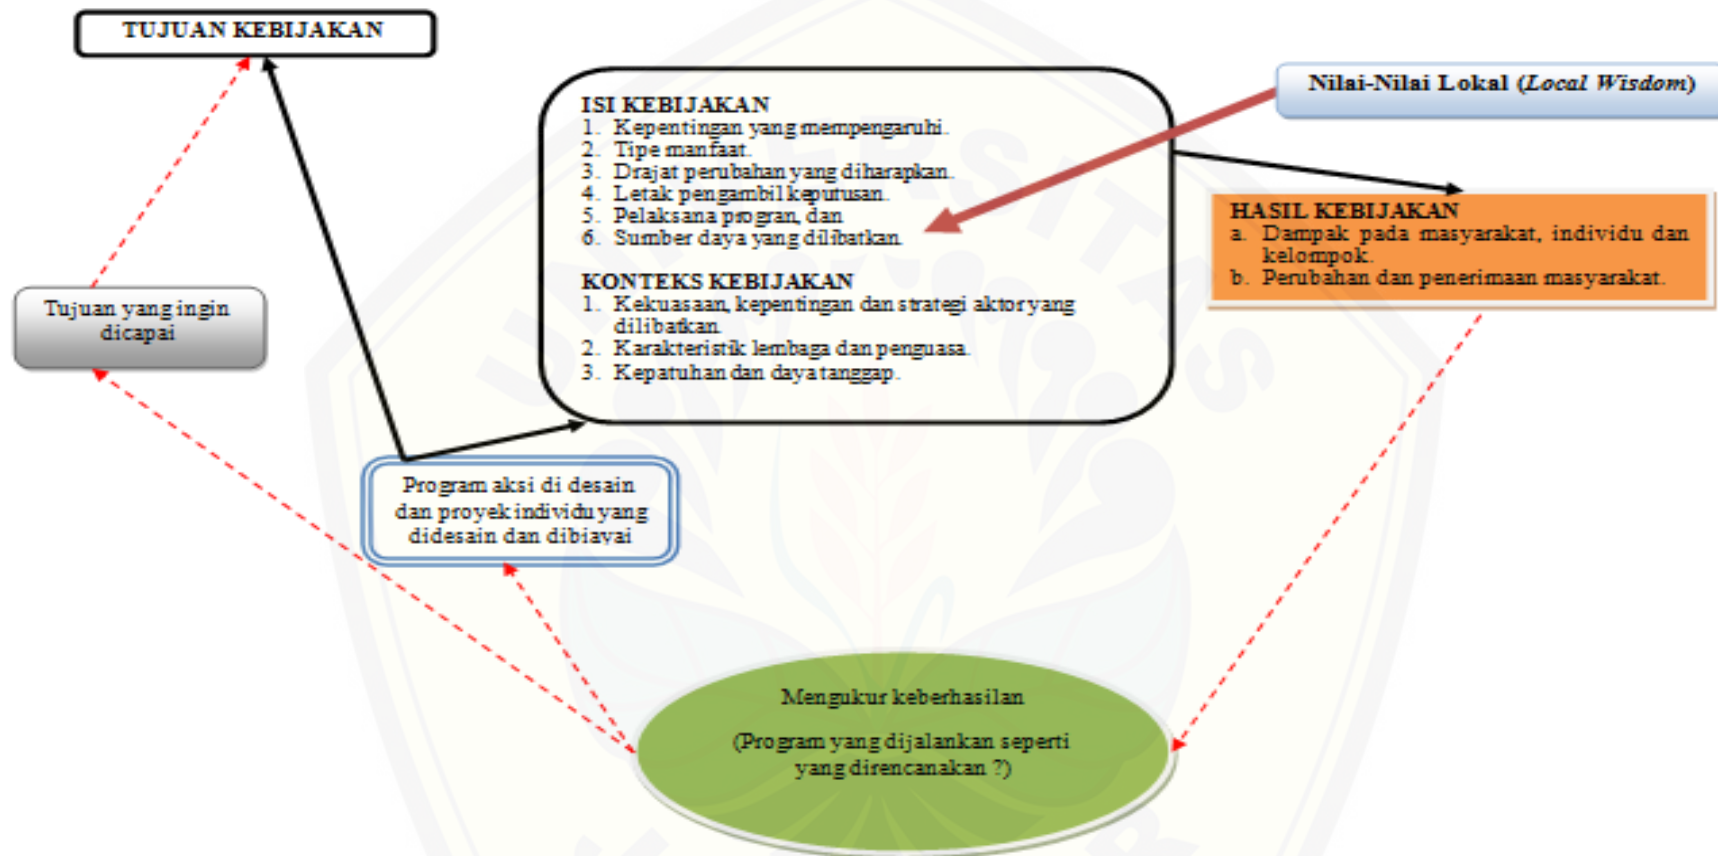 TUJUAN KEBIJAKAN
Nilai-Nilai Lokal (Local Wisdom)
ISI KEBIJAKAN
1. Kepentingan yang mempengaruhi.
2. Tipe manfaat.
3. Drajat perubahan yang diharapkan.
4. Letak pengambil keputusan.
5. Pelaksana progran, dan
6. Sumber daya yang dilibatkan.
KONTEKS KEBIJAKAN
1. Kekuasaan, kepentingan dan strategi aktor yang
dilibatkan.
2. Karakteristik lembaga dan penguasa.
3. Kepatuhan dan daya tanggap.
HASIL KEBIJAKAN
a. Dampak pada masyarakat, individu dan
kelompok.
b. Perubahan dan penerimaan masyarakat.
Tujuan yang ingin
dicapai
Program aksi di desain
dan proyek individu yang
didesain dan dibiayai
Mengukur keberhasilan
(Program yang dijalankan seperti
yang direncanakan ?)
UNIVERSITAS